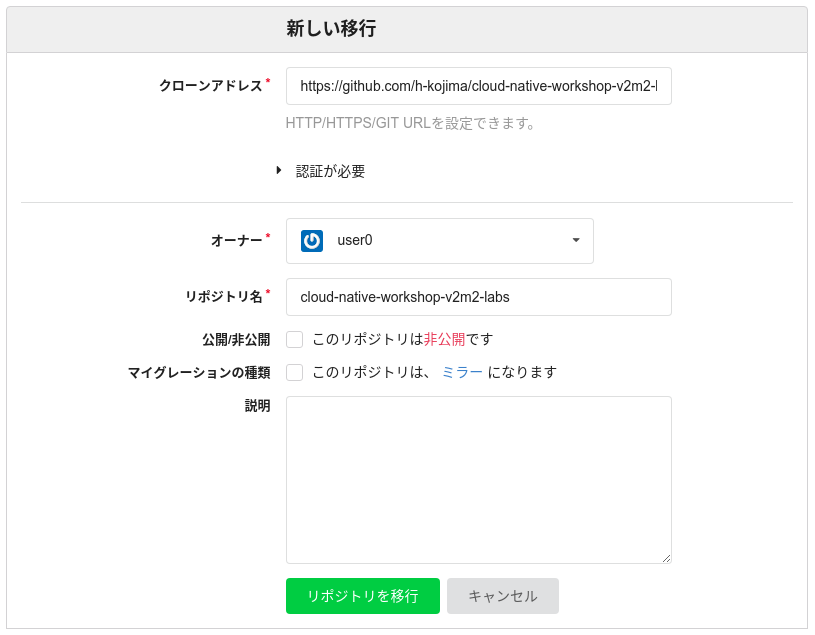 新しい移行
クローンアドレス*
https://github.com/h-kojima/cloud-native-workshop-v2m2-l
HTTP/HTTPS/GIT URLを設定できます。
認証が必要
オーナー*
user0
リポジトリ名*
cloud-native-workshop-v2m2-labs
公開/非公開 このリポジトリは非公開です
マイグレーションの種類 このリポジトリは、 ミラー になります
説明
リポジトリを移行 キャンセル